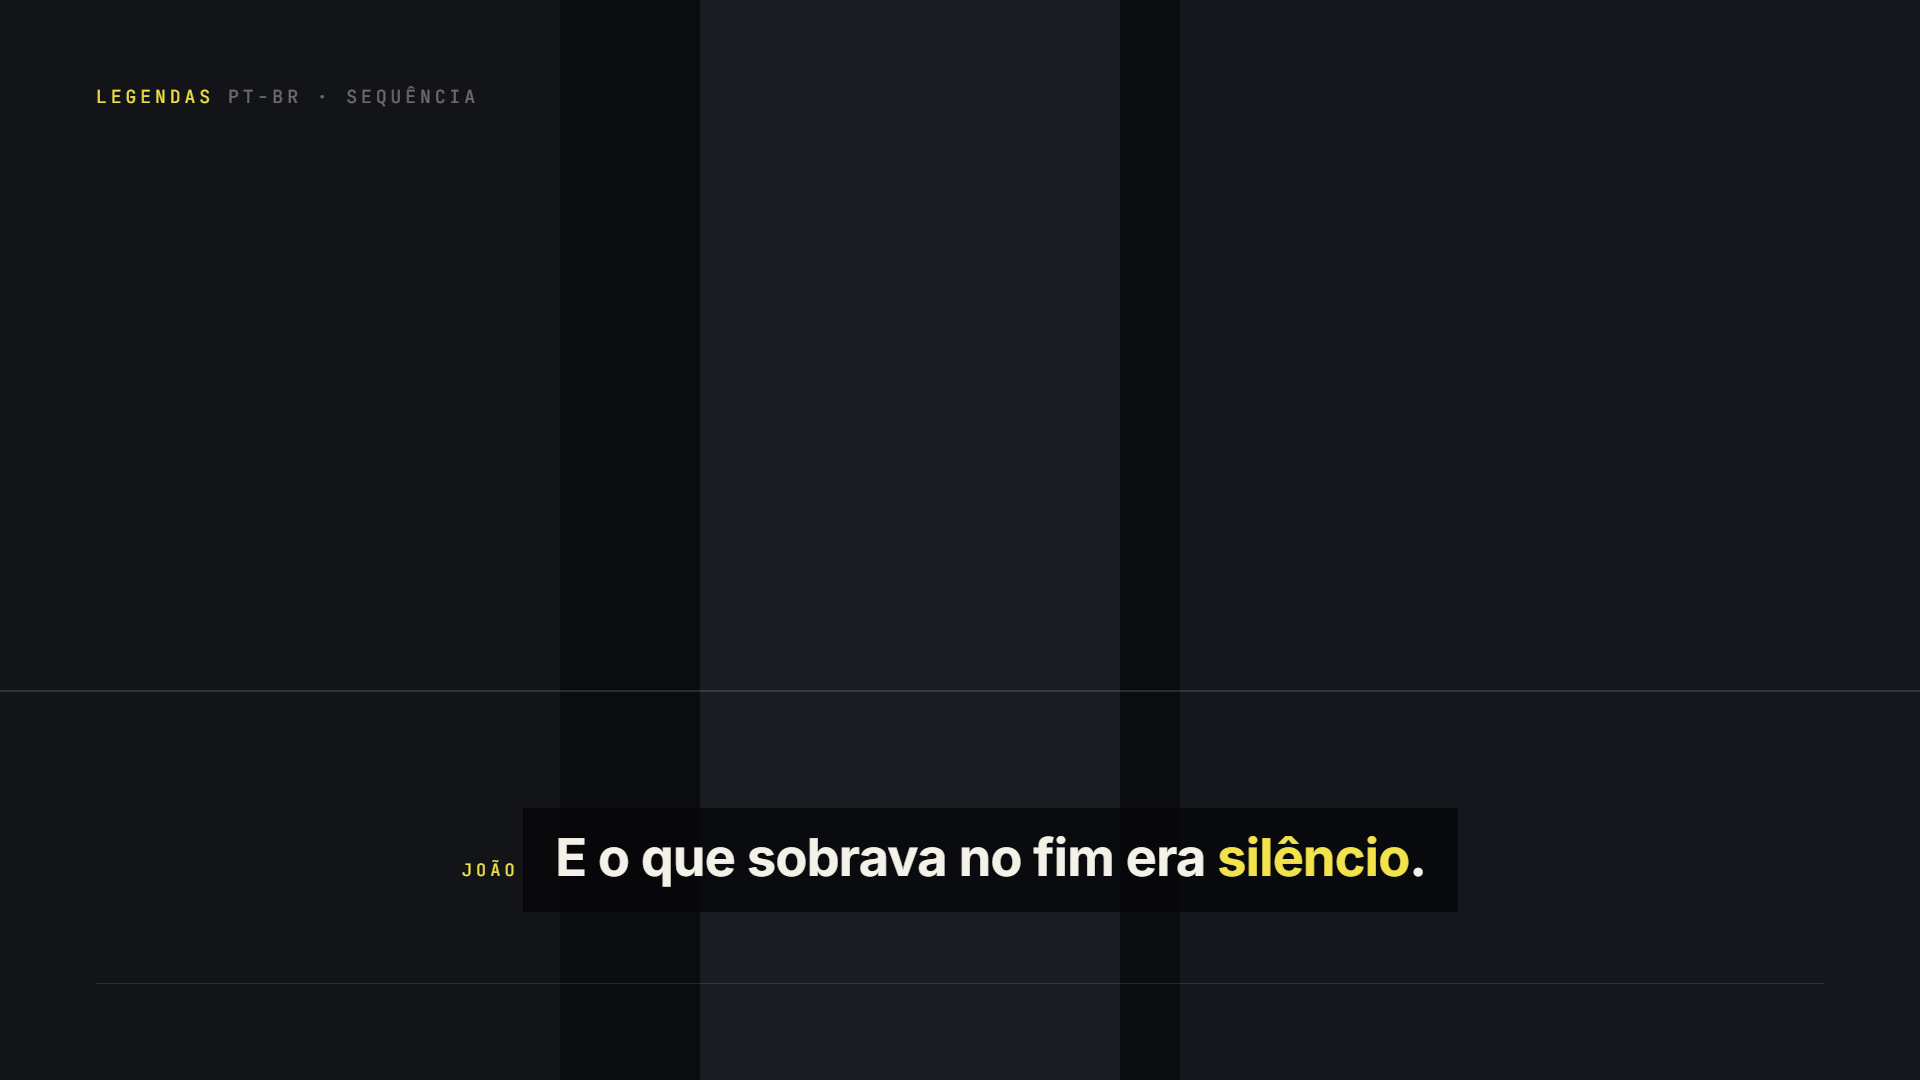 LEGENDAS PT-BR · SEQUÊNCIA
JOÃO E o que sobrava no fim era silêncio.